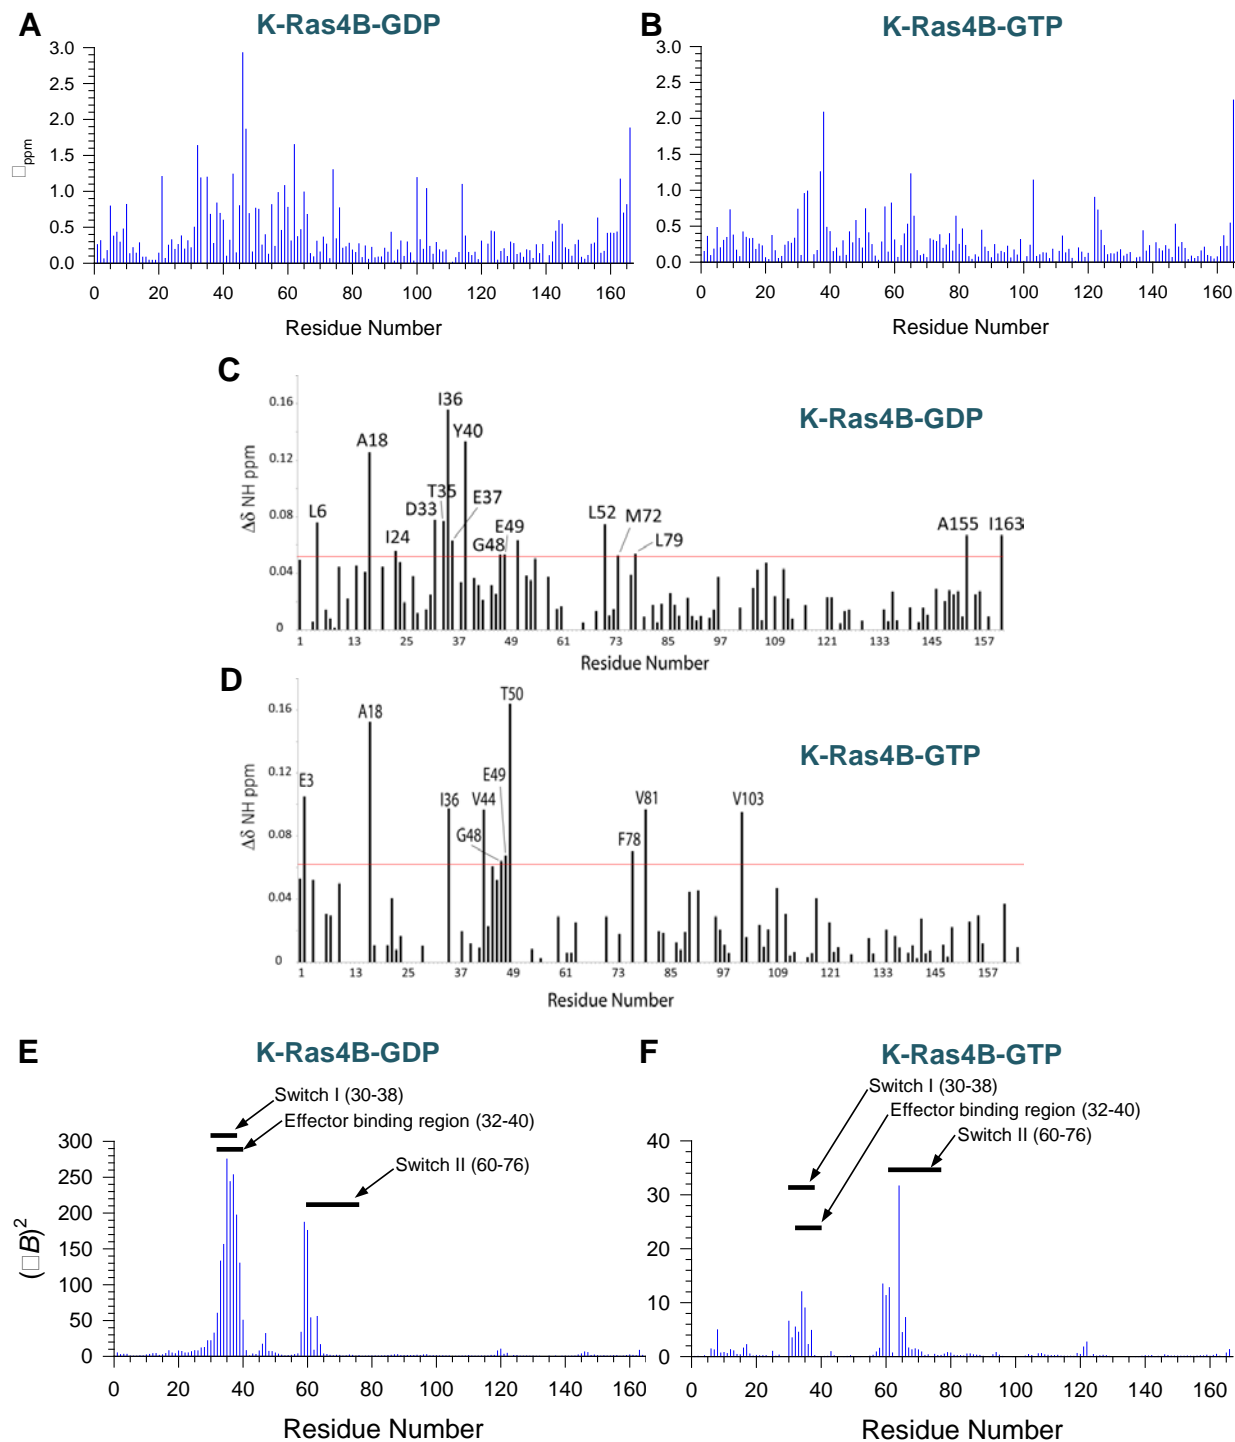 A K-Ras4B-GDP
3.0
2.5
2.0
1.5
1.0
0.5
0.0
□ppm
0 20 40 60 80 100 120 140 160
Residue Number
B K-Ras4B-GTP
3.0
2.5
2.0
1.5
1.0
0.5
0.0
0 20 40 60 80 100 120 140 160
Residue Number
C
K-Ras4B-GDP
0.16
0.12
0.08
0.04
0
Δδ NH ppm
L6
A18
I24
D33
T35
I36
E37
Y40
G48
E49
L52
M72
L79
A155
I163
1 13 25 37 49 61 73 85 97 109 121 133 145 157
Residue Number
D
K-Ras4B-GTP
0.16
0.12
0.08
0.04
0
Δδ NH ppm
E3
A18
I36
V44
G48
E49
T50
F78
V81
V103
1 13 25 37 49 61 73 85 97 109 121 133 145 157
Residue Number
E K-Ras4B-GDP
Switch I (30-38)
Effector binding region (32-40)
Switch II (60-76)
300
250
200
150
100
50
0
(□B)2
0 20 40 60 80 100 120 140 160
Residue Number
F K-Ras4B-GTP
Switch I (30-38)
Effector binding region (32-40)
Switch II (60-76)
40
30
20
10
0
0 20 40 60 80 100 120 140 160
Residue Number